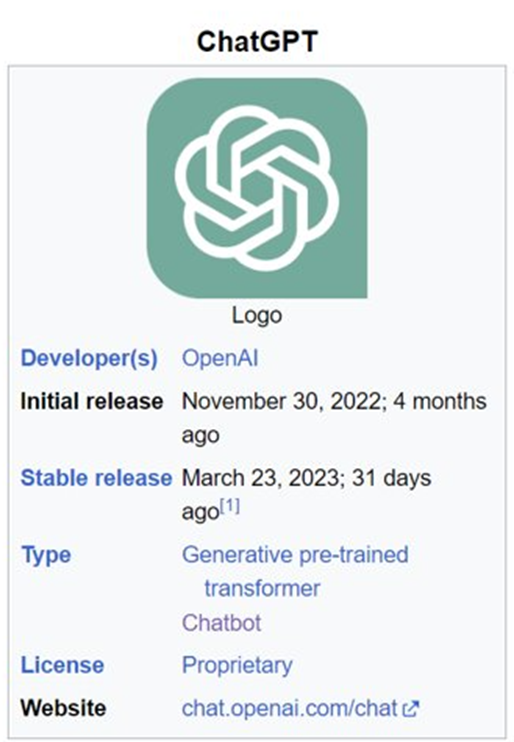 ChatGPT
Logo
Developer(s) OpenAI
Initial release November 30, 2022; 4 months
ago
Stable release March 23, 2023; 31 days
ago[1]
Type Generative pre-trained
transformer
Chatbot
License Proprietary
Website chat.openai.com/chat